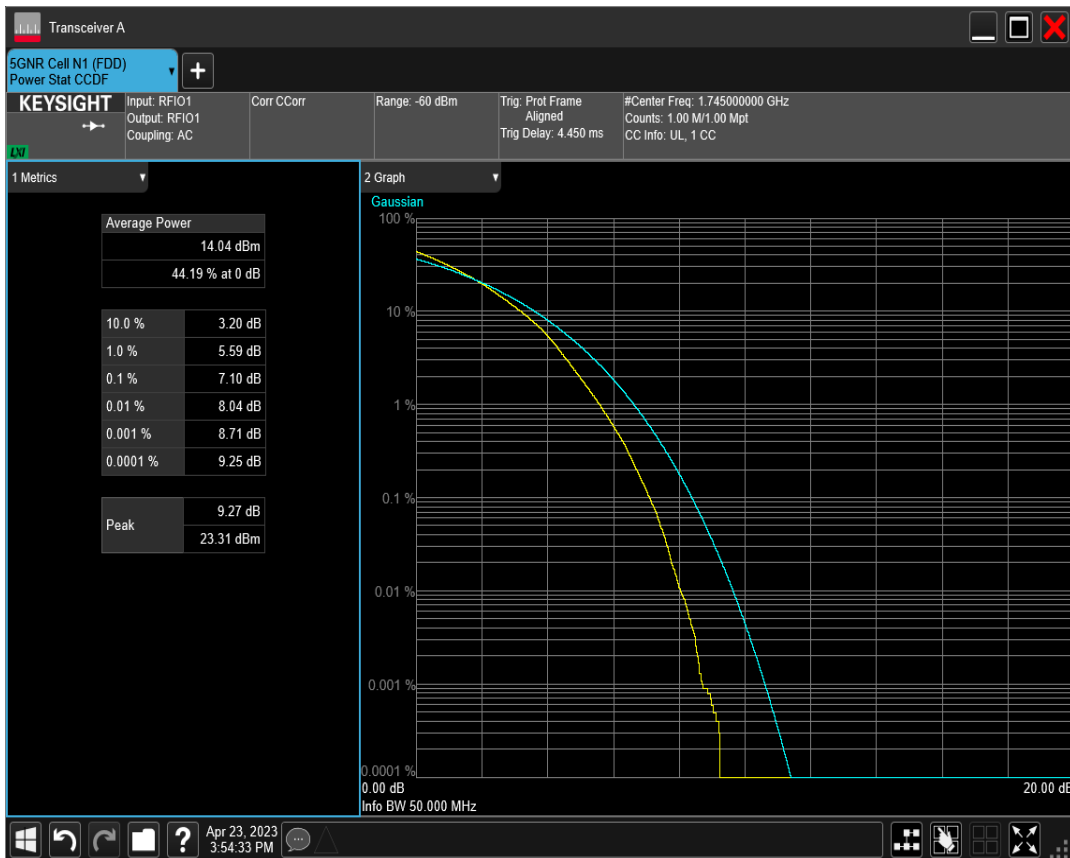 Transceiver A
5GNR Cell N1 (FDD)
Power Stat CCDF
KEYSIGHT
LXI
Input: RFIO1
Output: RFIO1
Coupling: AC
Corr CCorr
Range: -60 dBm
Trig: Prot Frame
Aligned
Trig Delay: 4.450 ms
#Center Freq: 1.745000000 GHz
Counts: 1.00 M/1.00 Mpt
CC Info: UL, 1 CC
1 Metrics
Average Power
14.04 dBm
44.19 % at 0 dB
10.0 % 3.20 dB
1.0 % 5.59 dB
0.1 % 7.10 dB
0.01 % 8.04 dB
0.001 % 8.71 dB
0.0001 % 9.25 dB
Peak
9.27 dB
23.31 dBm
2 Graph
Gaussian
100 %
10 %
1 %
0.1 %
0.01 %
0.001 %
0.0001 %
0.00 dB 20.00 dB
Info BW 50.000 MHz
Apr 23, 2023
3:54:33 PM